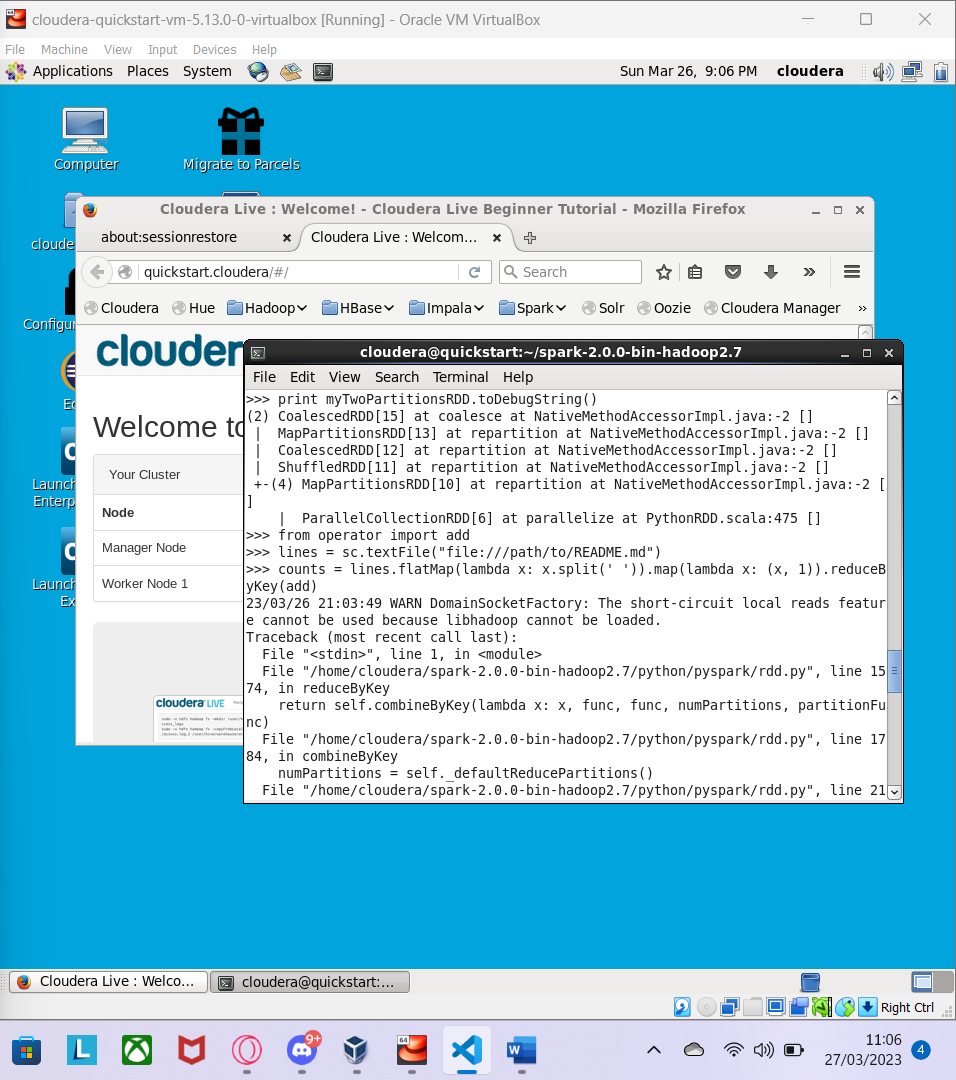 cloudera-quickstart-vm-5.13.0-0-virtualbox [Running] - Oracle VM VirtualBox
File Machine View Input Devices Help
Applications Places System Sun Mar 26, 9:06 PM cloudera
Computer
Migrate to Parcels
cloude
Cloudera Live : Welcome! - Cloudera Live Beginner Tutorial - Mozilla Firefox
about:sessionrestore
Cloudera Live : Welcom...
quickstart.cloudera/#/
Search
Cloudera Hue Hadoop HBase Impala Spark Solr Oozie Cloudera Manager »
Configu
Ec
Launch
Enterp
Launch
Ex
clouder
Welcome to
Your Cluster
Node
Manager Node
Worker Node 1
cloudera LIVE
cloudera@quickstart:~/spark-2.0.0-bin-hadoop2.7
File Edit View Search Terminal Help
>>> print myTwoPartitionsRDD.toDebugString()
(2) CoalescedRDD[15] at coalesce at NativeMethodAccessorImpl.java:-2 []
 |  MapPartitionsRDD[13] at repartition at NativeMethodAccessorImpl.java:-2 []
 |  CoalescedRDD[12] at repartition at NativeMethodAccessorImpl.java:-2 []
 |  ShuffledRDD[11] at repartition at NativeMethodAccessorImpl.java:-2 []
 +-(4) MapPartitionsRDD[10] at repartition at NativeMethodAccessorImpl.java:-2 [
]
    |  ParallelCollectionRDD[6] at parallelize at PythonRDD.scala:475 []
>>> from operator import add
>>> lines = sc.textFile("file:///path/to/README.md")
>>> counts = lines.flatMap(lambda x: x.split(' ')).map(lambda x: (x, 1)).reduceB
yKey(add)
23/03/26 21:03:49 WARN DomainSocketFactory: The short-circuit local reads featur
e cannot be used because libhadoop cannot be loaded.
Traceback (most recent call last):
  File "<stdin>", line 1, in <module>
  File "/home/cloudera/spark-2.0.0-bin-hadoop2.7/python/pyspark/rdd.py", line 15
74, in reduceByKey
    return self.combineByKey(lambda x: x, func, func, numPartitions, partitionFu
nc)
  File "/home/cloudera/spark-2.0.0-bin-hadoop2.7/python/pyspark/rdd.py", line 17
84, in combineByKey
    numPartitions = self._defaultReducePartitions()
  File "/home/cloudera/spark-2.0.0-bin-hadoop2.7/python/pyspark/rdd.py", line 21
Cloudera Live : Welco...
cloudera@quickstart:...
Right Ctrl
9+
64
11:06
27/03/2023
4